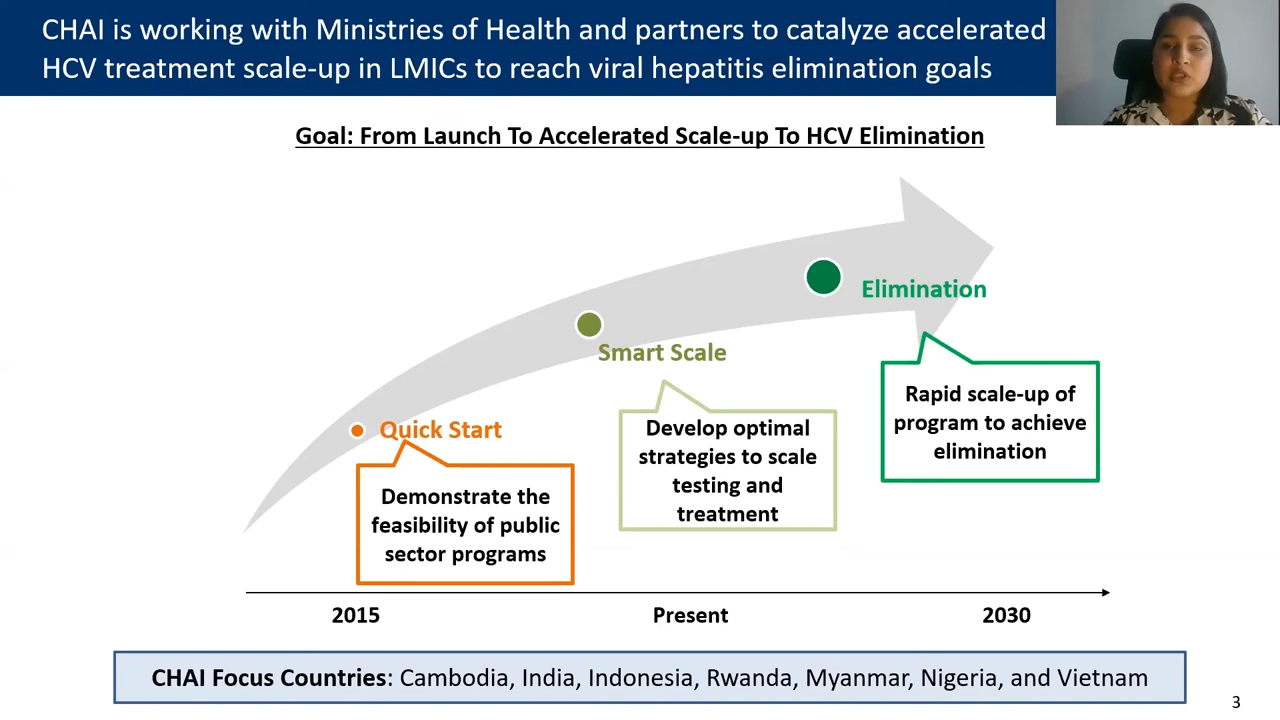 CHAI is working with Ministries of Health and partners to catalyze accelerated
HCV treatment scale-up in LMICs to reach viral hepatitis elimination goals
Goal: From Launch To Accelerated Scale-up To HCV Elimination
Elimination
Rapid scale-up of
program to achieve
elimination
Smart Scale
Develop optimal
strategies to scale
testing and
treatment
Quick Start
Demonstrate the
feasibility of public
sector programs
2015
Present
2030
CHAI Focus Countries: Cambodia, India, Indonesia, Rwanda, Myanmar, Nigeria, and Vietnam
3